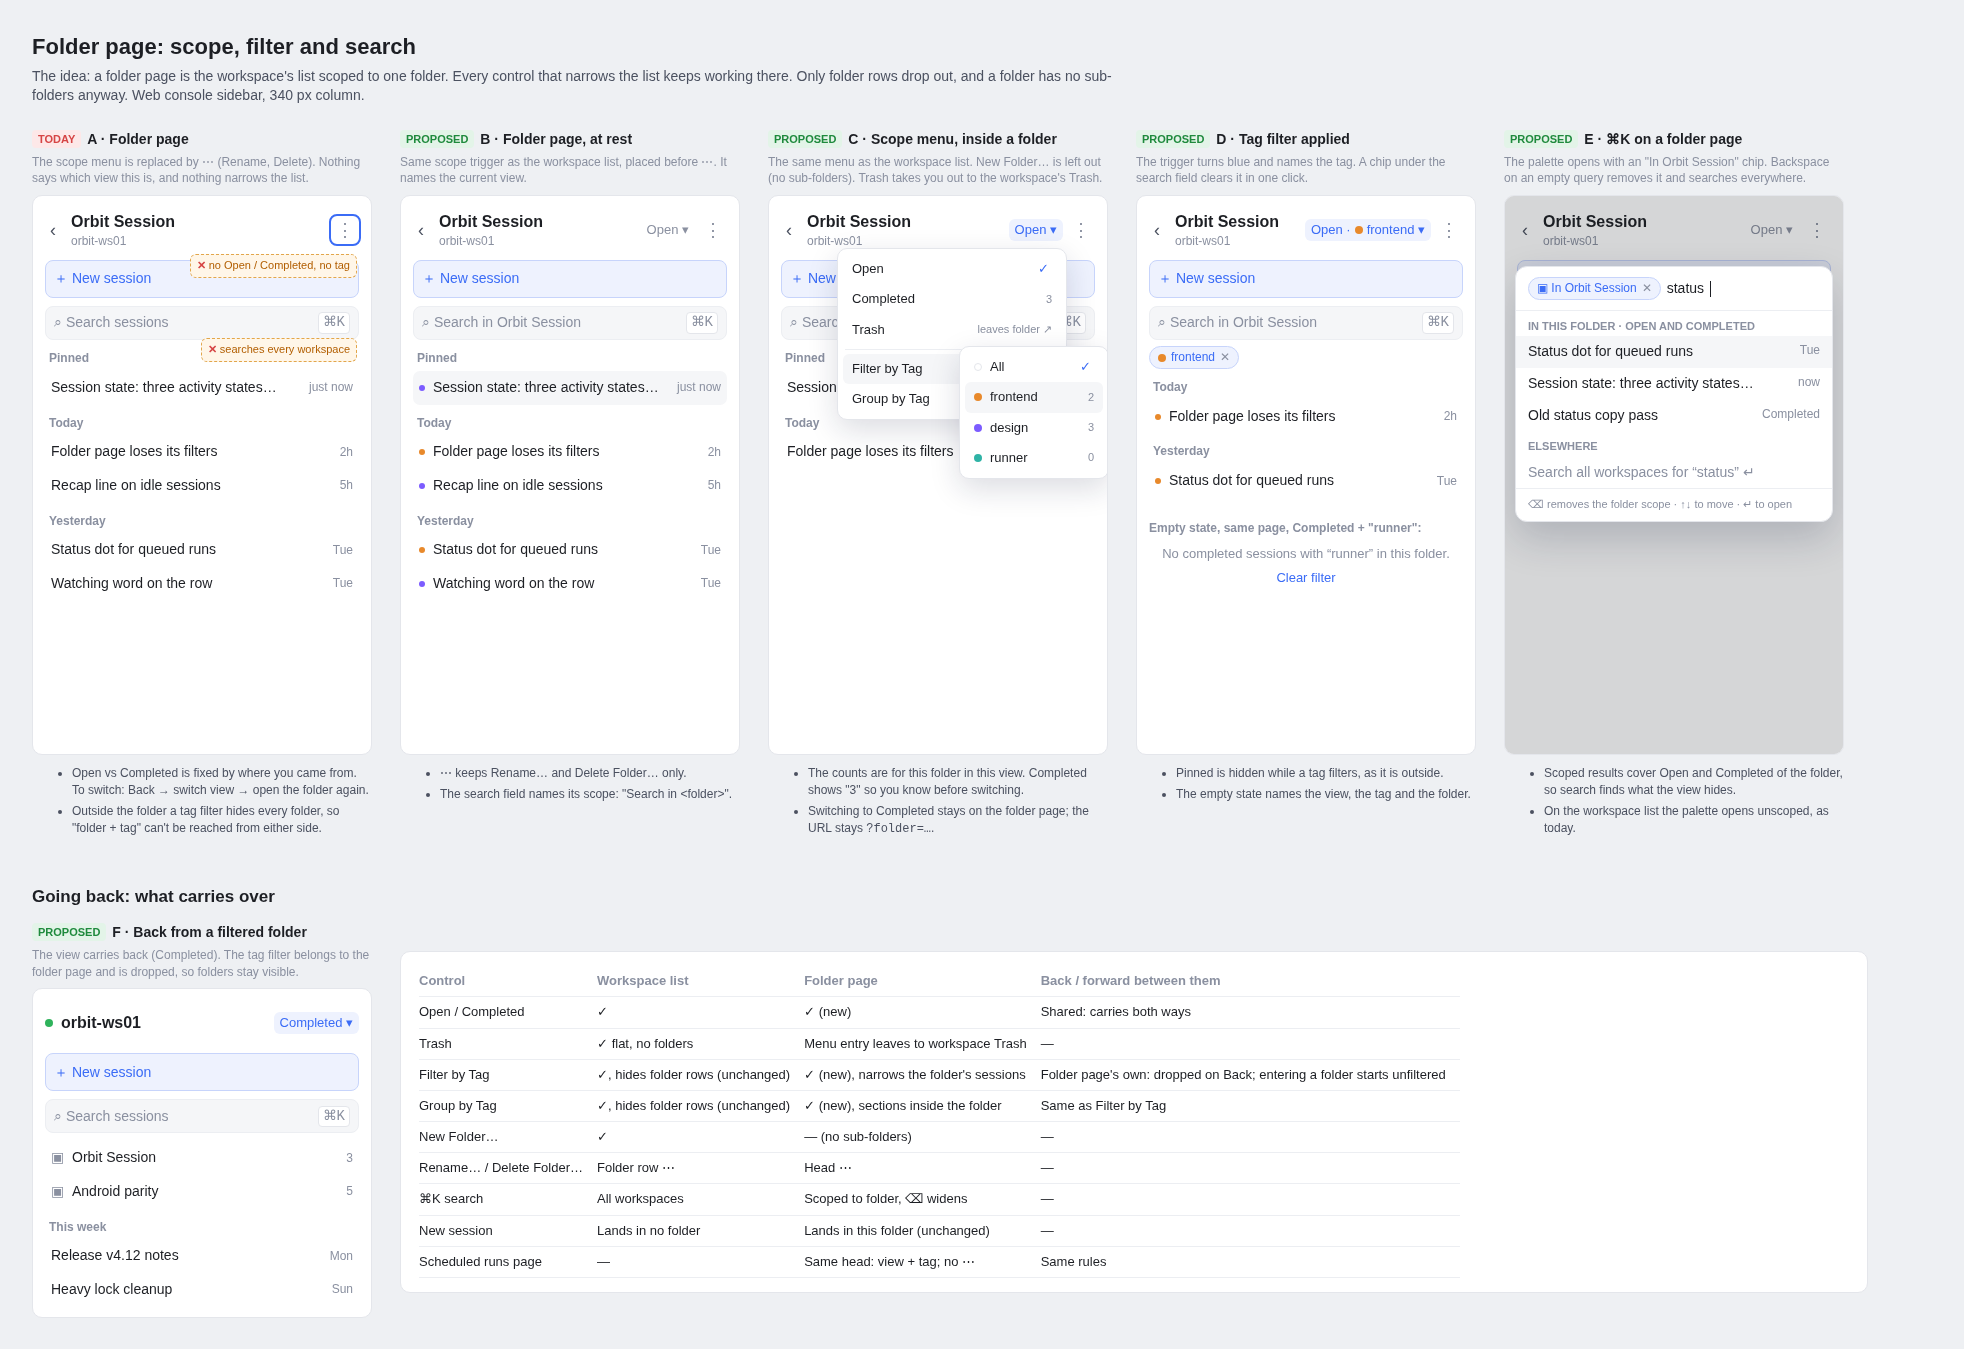 Folder page: scope, filter and search
The idea: a folder page is the workspace's list scoped to one folder. Every control that narrows the list keeps working there. Only folder rows drop out, and a folder has no sub-
folders anyway. Web console sidebar, 340 px column.
TODAY A · Folder page
The scope menu is replaced by ⋯ (Rename, Delete). Nothing
says which view this is, and nothing narrows the list.
‹ Orbit Session ⋮
orbit-ws01
✕ no Open / Completed, no tag
+ New session
⌕ Search sessions ⌘K
✕ searches every workspace
Pinned
Session state: three activity states… just now
Today
Folder page loses its filters 2h
Recap line on idle sessions 5h
Yesterday
Status dot for queued runs Tue
Watching word on the row Tue
• Open vs Completed is fixed by where you came from.
To switch: Back → switch view → open the folder again.
• Outside the folder a tag filter hides every folder, so
"folder + tag" can't be reached from either side.
PROPOSED B · Folder page, at rest
Same scope trigger as the workspace list, placed before ⋯. It
names the current view.
‹ Orbit Session Open ▾ ⋮
orbit-ws01
+ New session
⌕ Search in Orbit Session ⌘K
Pinned
Session state: three activity states… just now
Today
Folder page loses its filters 2h
Recap line on idle sessions 5h
Yesterday
Status dot for queued runs Tue
Watching word on the row Tue
• ⋯ keeps Rename… and Delete Folder… only.
• The search field names its scope: "Search in <folder>".
PROPOSED C · Scope menu, inside a folder
The same menu as the workspace list. New Folder… is left out
(no sub-folders). Trash takes you out to the workspace's Trash.
‹ Orbit Session Open ▾ ⋮
orbit-ws01
+ New
⌕ Searc ⌘K
Pinned
Session
Today
Folder page loses its filters
Open ✓
Completed 3
Trash leaves folder ↗
Filter by Tag
Group by Tag
All ✓
frontend 2
design 3
runner 0
• The counts are for this folder in this view. Completed
shows "3" so you know before switching.
• Switching to Completed stays on the folder page; the
URL stays ?folder=….
PROPOSED D · Tag filter applied
The trigger turns blue and names the tag. A chip under the
search field clears it in one click.
‹ Orbit Session Open · frontend ▾ ⋮
orbit-ws01
+ New session
⌕ Search in Orbit Session ⌘K
frontend ✕
Today
Folder page loses its filters 2h
Yesterday
Status dot for queued runs Tue
Empty state, same page, Completed + "runner":
No completed sessions with “runner” in this folder.
Clear filter
• Pinned is hidden while a tag filters, as it is outside.
• The empty state names the view, the tag and the folder.
PROPOSED E · ⌘K on a folder page
The palette opens with an "In Orbit Session" chip. Backspace
on an empty query removes it and searches everywhere.
‹ Orbit Session Open ▾ ⋮
orbit-ws01
▣ In Orbit Session ✕ status
IN THIS FOLDER · OPEN AND COMPLETED
Status dot for queued runs Tue
Session state: three activity states… now
Old status copy pass Completed
ELSEWHERE
Search all workspaces for “status” ↵
⌫ removes the folder scope · ↑↓ to move · ↵ to open
• Scoped results cover Open and Completed of the folder,
so search finds what the view hides.
• On the workspace list the palette opens unscoped, as
today.
Going back: what carries over
PROPOSED F · Back from a filtered folder
The view carries back (Completed). The tag filter belongs to the
folder page and is dropped, so folders stay visible.
orbit-ws01 Completed ▾
+ New session
⌕ Search sessions ⌘K
▣ Orbit Session 3
▣ Android parity 5
This week
Release v4.12 notes Mon
Heavy lock cleanup Sun
Control Workspace list Folder page Back / forward between them
Open / Completed ✓ ✓ (new) Shared: carries both ways
Trash ✓ flat, no folders Menu entry leaves to workspace Trash —
Filter by Tag ✓, hides folder rows (unchanged) ✓ (new), narrows the folder's sessions Folder page's own: dropped on Back; entering a folder starts unfiltered
Group by Tag ✓, hides folder rows (unchanged) ✓ (new), sections inside the folder Same as Filter by Tag
New Folder… ✓ — (no sub-folders) —
Rename… / Delete Folder… Folder row ⋯ Head ⋯ —
⌘K search All workspaces Scoped to folder, ⌫ widens —
New session Lands in no folder Lands in this folder (unchanged) —
Scheduled runs page — Same head: view + tag; no ⋯ Same rules